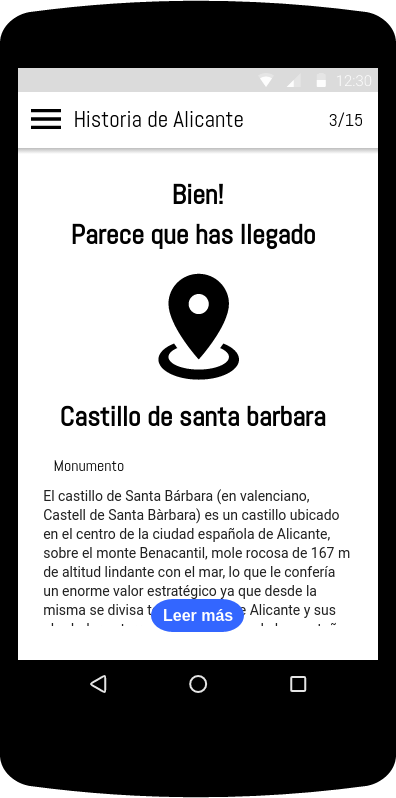 12:30
Historia de Alicante 3/15
Bien!
Parece que has llegado
Castillo de santa barbara
Monumento
El castillo de Santa Bárbara (en valenciano,
Castell de Santa Bàrbara) es un castillo ubicado
en el centro de la ciudad española de Alicante,
sobre el monte Benacantil, mole rocosa de 167 m
de altitud lindante con el mar, lo que le confería
un enorme valor estratégico ya que desde la
misma se divisa Alicante y sus
Leer más